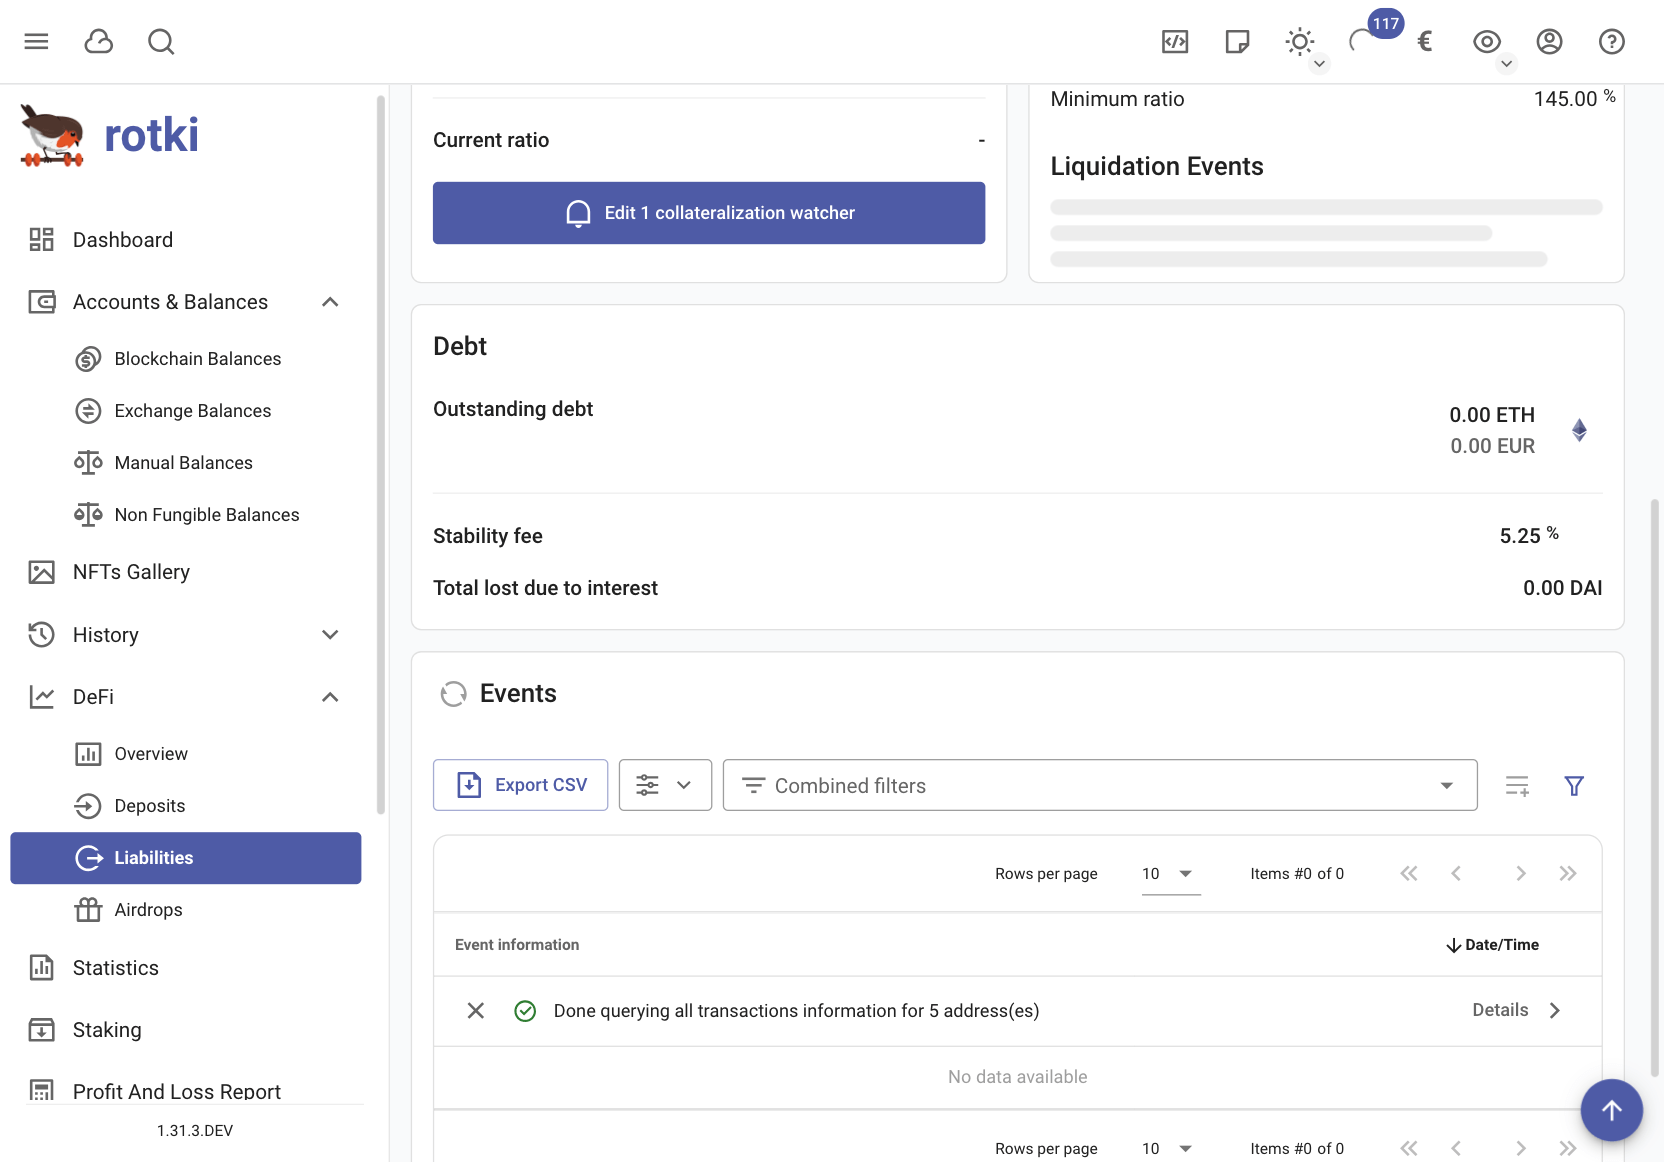 117
€
rotki
Dashboard
Accounts & Balances
Blockchain Balances
Exchange Balances
Manual Balances
Non Fungible Balances
NFTs Gallery
History
DeFi
Overview
Deposits
Liabilities
Airdrops
Statistics
Staking
Profit And Loss Report
1.31.3.DEV
Current ratio -
Edit 1 collateralization watcher
Minimum ratio 145.00 %
Liquidation Events
Debt
Outstanding debt 0.00 ETH
0.00 EUR
Stability fee 5.25 %
Total lost due to interest 0.00 DAI
Events
Export CSV Combined filters
Rows per page 10 Items #0 of 0
Event information Date/Time
Done querying all transactions information for 5 address(es) Details
No data available
Rows per page 10 Items #0 of 0